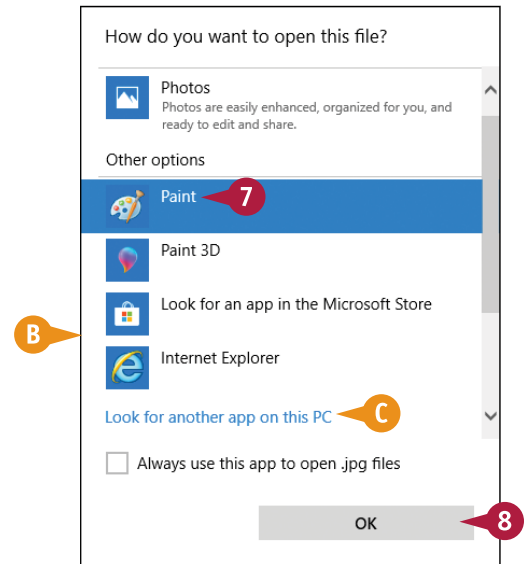 How do you want to open this file?
Photos
Photos are easily enhanced, organized for you, and
ready to edit and share.
Other options
Paint
7
Paint 3D
Look for an app in the Microsoft Store
B
Internet Explorer
Look for another app on this PC
C
Always use this app to open .jpg files
OK
8